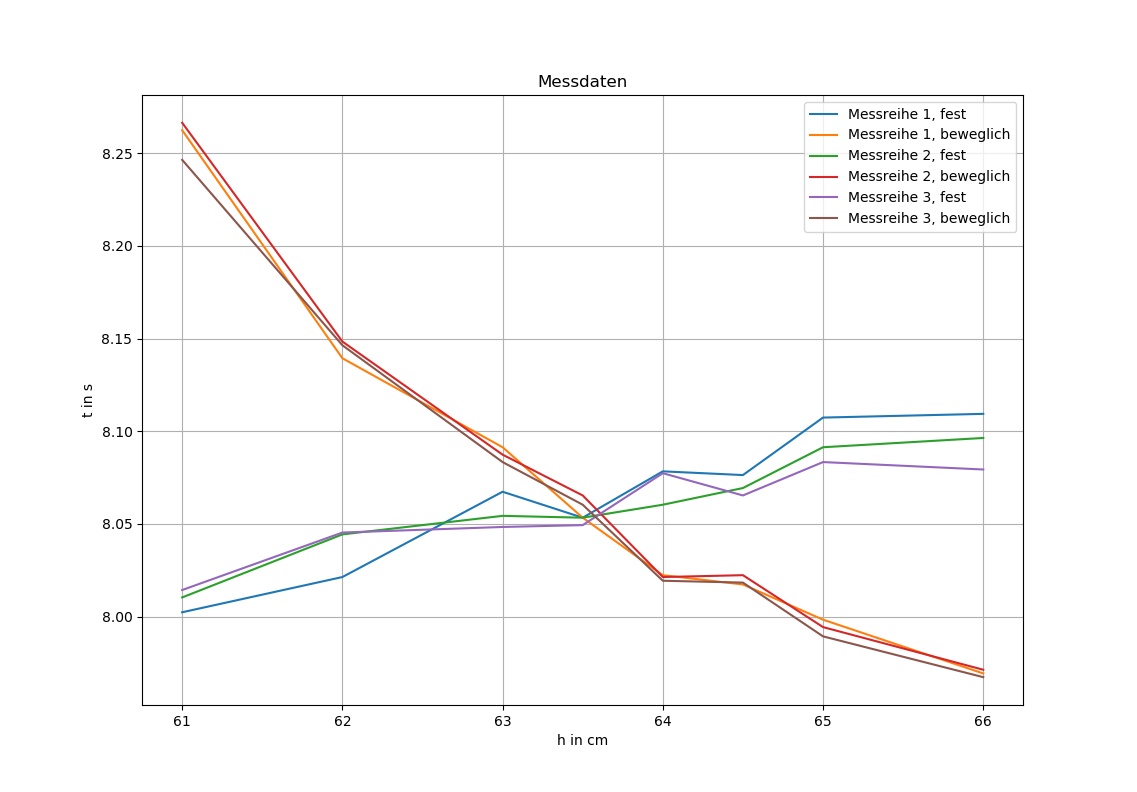 Messdaten
Messreihe 1, fest
Messreihe 1, beweglich
Messreihe 2, fest
Messreihe 2, beweglich
Messreihe 3, fest
Messreihe 3, beweglich
8.25
8.20
8.15
8.10
8.05
8.00
t in s
61 62 63 64 65 66
h in cm